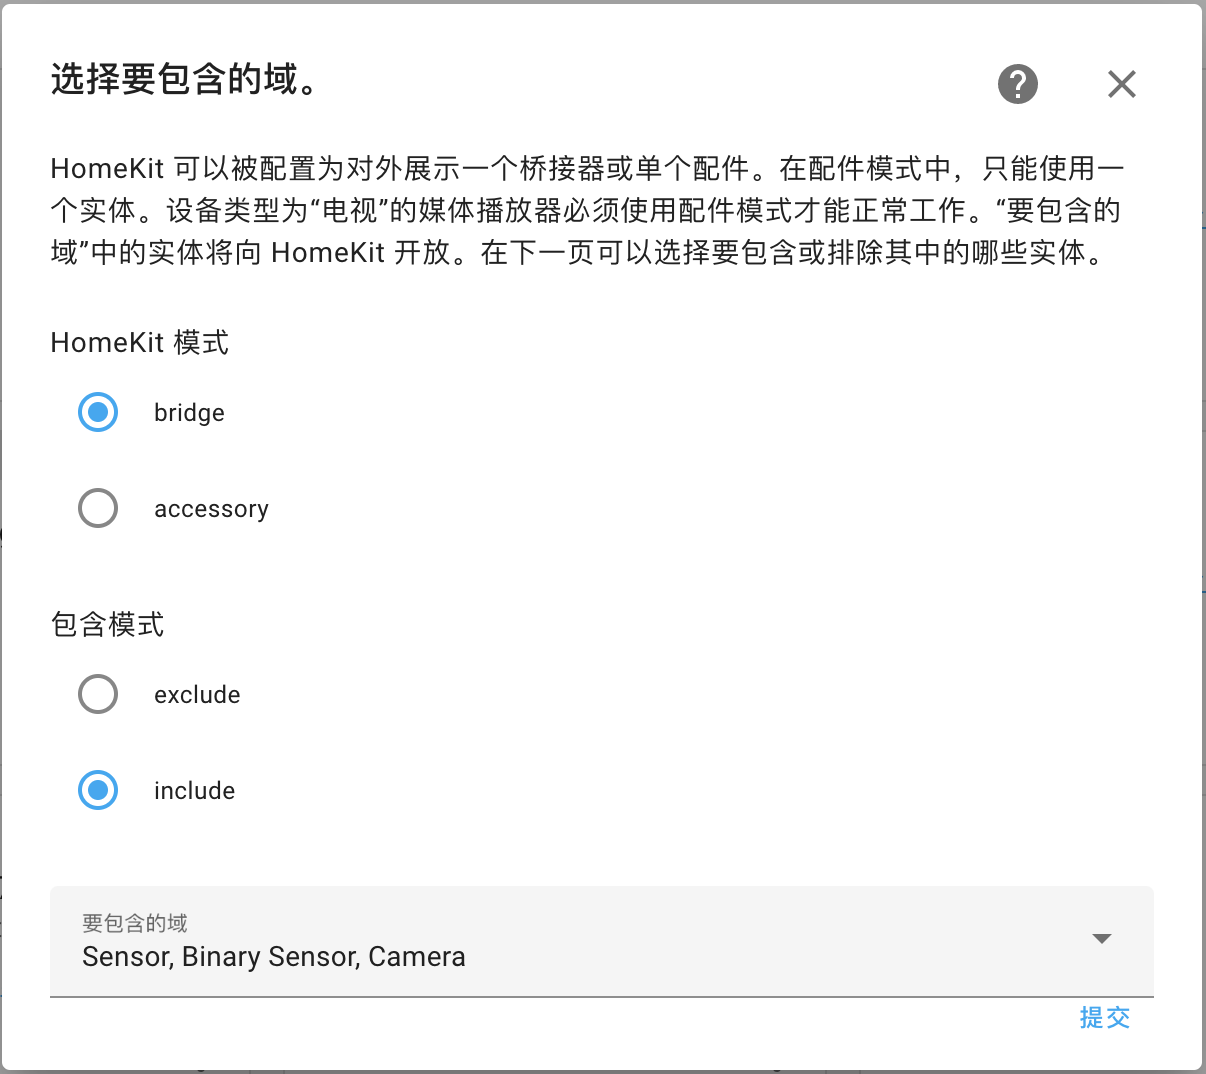 选择要包含的域。
HomeKit 可以被配置为对外展示一个桥接器或单个配件。在配件模式中，只能使用一
个实体。设备类型为“电视”的媒体播放器必须使用配件模式才能正常工作。“要包含的
域”中的实体将向 HomeKit 开放。在下一页可以选择要包含或排除其中的哪些实体。
HomeKit 模式
bridge
accessory
包含模式
exclude
include
要包含的域
Sensor, Binary Sensor, Camera
提交